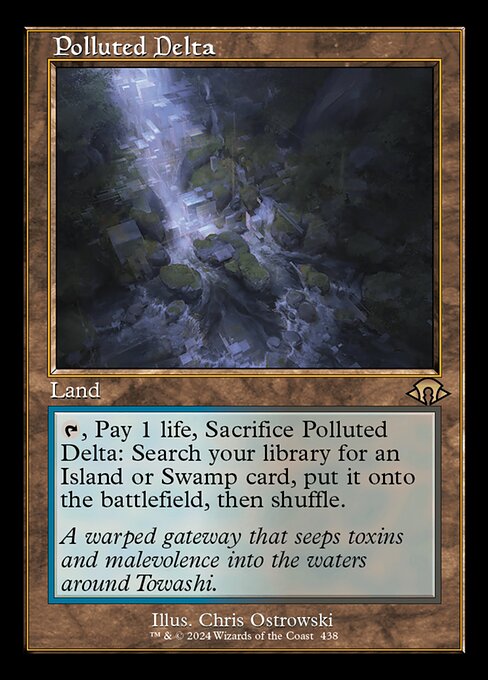 Polluted Delta
Land
, Pay 1 life, Sacrifice Polluted
Delta: Search your library for an
Island or Swamp card, put it onto
the battlefield, then shuffle.
A warped gateway that seeps toxins
and malevolence into the waters
around Towashi.
Illus. Chris Ostrowski
™ & © 2024 Wizards of the Coast 438